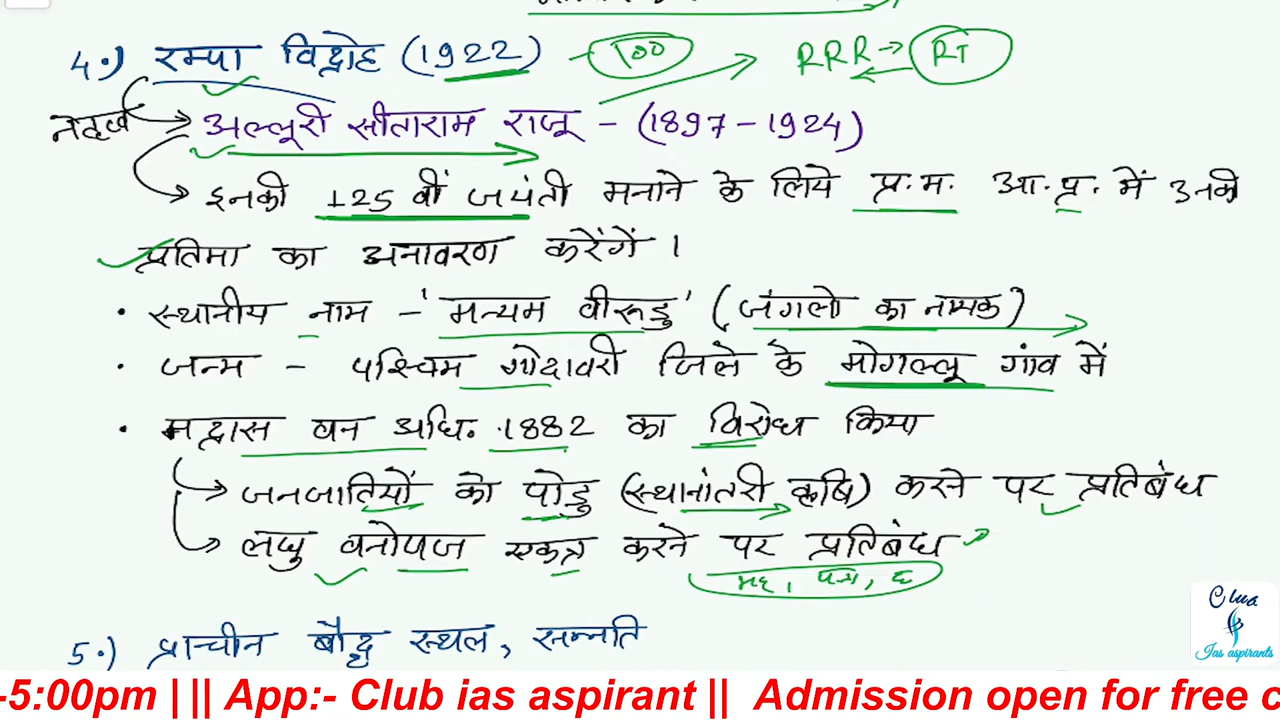 4.) रम्पा विद्रोह (1922) - 100 RRR → RT
नेतृत्व → अल्लूरी सीताराम राजू - (1897 - 1924)
→ इनकी 125 वीं जयंती मनाने के लिये प्र. म. आ. प्र. में उनकी
प्रतिमा का अनावरण करेंगें ।
• स्थानीय नाम - 'मन्यम वीरूडु' (जंगलो का नायक)
• जन्म - पश्चिम गोदावरी जिले के मोगल्लू गांव में
• मद्रास वन अधि. 1882 का विरोध किया
→ जनजातियों को पोडु (स्थानांतरी कृषि) करने पर प्रतिबंध
→ लघु वनोपज एकत्र करने पर प्रतिबंध
5.) प्राचीन बौद्ध स्थल, सन्नति
Club
Ias aspirants
-5:00pm | || App:- Club ias aspirant || Admission open for free c